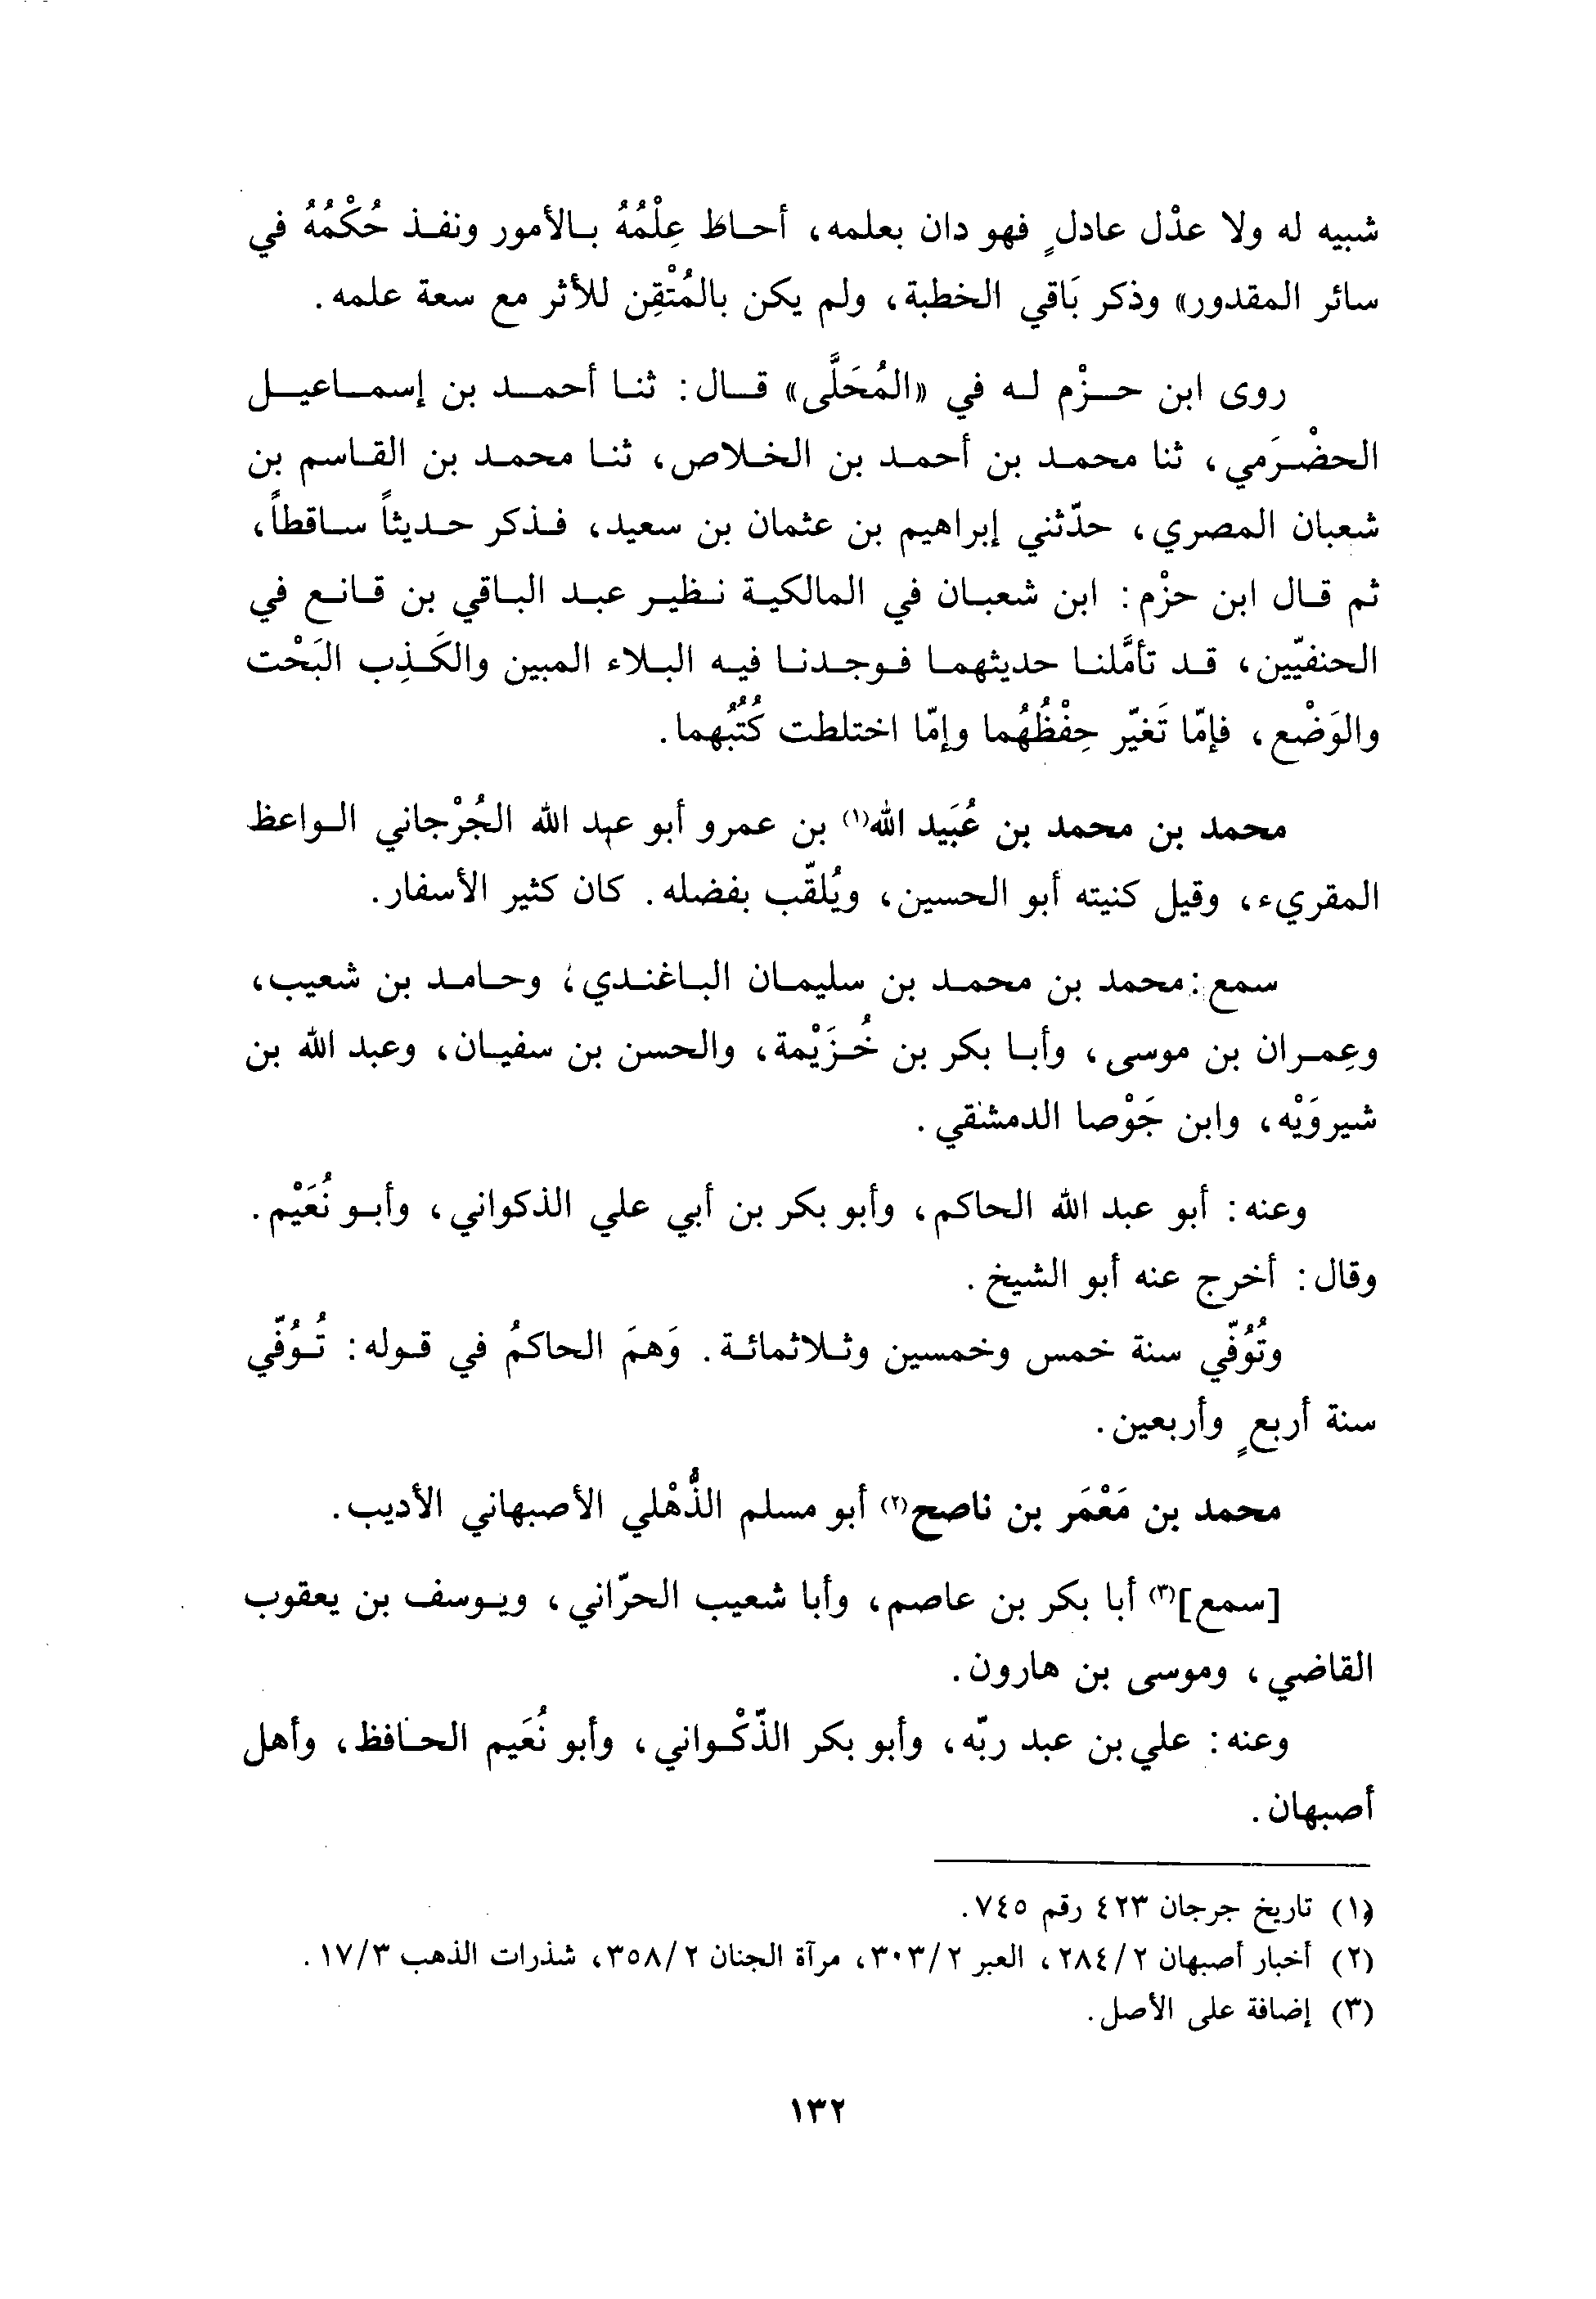 شبيه له ولا عدْل عادلٍ فهو دان بعلمه، أحاط عِلْمُهُ بالأمور ونفذ حُكْمُهُ في
سائر المقدور» وذكر بَاقي الخطبة، ولم يكن بالمُتْقِن للأثر مع سعة علمه.
روى ابن حزْم له في «المُحَلَّى» قال: ثنا أحمد بن إسماعيل
الحضْرَمي، ثنا محمد بن أحمد بن الخلاص، ثنا محمد بن القاسم بن
شعبان المصري، حدّثني إبراهيم بن عثمان بن سعيد، فذكر حديثاً ساقطاً،
ثم قال ابن حزْم: ابن شعبان في المالكية نظير عبد الباقي بن قانع في
الحنفيّين، قد تأمَّلنا حديثهما فوجدنا فيه البلاء المبين والكَذِب البَحْت
والوَضْع، فإمّا تَغيّر حِفْظُهُما وإمّا اختلطت كُتُبُهما.
محمد بن محمد بن عُبَيد الله(١) بن عمرو أبو عبد الله الجُرْجاني الواعظ
المقريء، وقيل كنيته أبو الحسين، ويُلقّب بفضله. كان كثير الأسفار.
سمع: محمد بن محمد بن سليمان الباغندي، وحامد بن شعيب،
وعِمران بن موسى، وأبا بكر بن خُزَيْمة، والحسن بن سفيان، وعبد الله بن
شيروَيْه، وابن جَوْصا الدمشقي.
وعنه: أبو عبد الله الحاكم، وأبو بكر بن أبي علي الذكواني، وأبو نُعَيْم.
وقال: أخرج عنه أبو الشيخ.
وتُوُفّي سنة خمس وخمسين وثلاثمائة. وَهمَ الحاكمُ في قوله: تُوُفّي
سنة أربعٍ وأربعين.
محمد بن مَعْمَر بن ناصح(٢) أبو مسلم الذُّهْلي الأصبهاني الأديب.
[سمع](٣) أبا بكر بن عاصم، وأبا شعيب الحرّاني، ويوسف بن يعقوب
القاضي، وموسى بن هارون.
وعنه: علي بن عبد ربّه، وأبو بكر الذّكْواني، وأبو نُعَيم الحافظ، وأهل
أصبهان.
(١) تاريخ جرجان ٤٢٣ رقم ٧٤٥.
(٢) أخبار أصبهان ٢/ ٢٨٤، العبر ٢/ ٣٠٣، مرآة الجنان ٢/ ٣٥٨، شذرات الذهب ٣/ ١٧.
(٣) إضافة على الأصل.
١٣٢